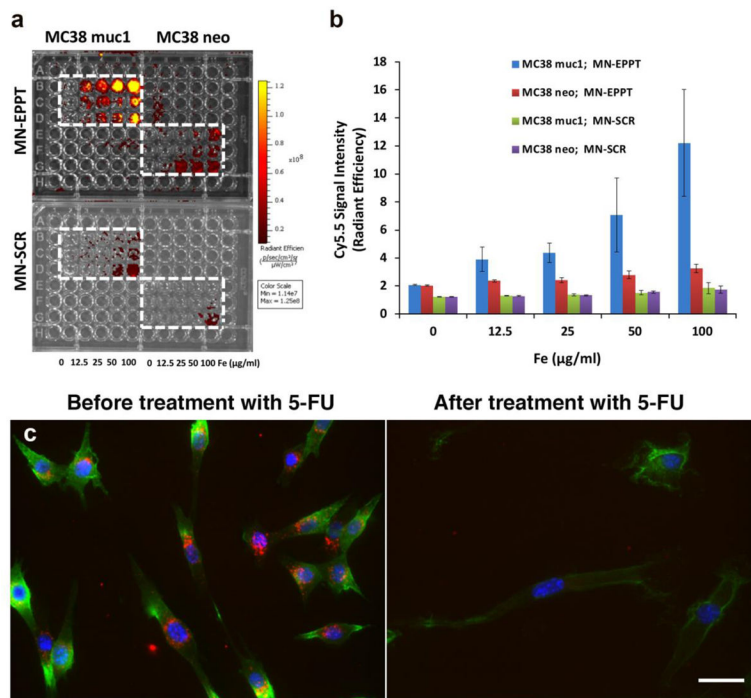 a
MC38 muc1 MC38 neo
MN-EPPT
A
B
C
D
E
F
G
H
MN-SCR
A
B
C
D
E
F
G
H
1.2
1.0
0.8
0.6
0.4
0.2
x10⁸
Radiant Efficien
(p/sec/cm²/sr / µW/cm²)
Color Scale
Min = 1.14e7
Max = 1.25e8
0 12.5 25 50 100 0 12.5 25 50 100 Fe (µg/ml)
b
Cy5.5 Signal Intensity
(Radiant Efficiency)
18
16
14
12
10
8
6
4
2
0
MC38 muc1; MN-EPPT
MC38 neo; MN-EPPT
MC38 muc1; MN-SCR
MC38 neo; MN-SCR
0 12.5 25 50 100
Fe (µg/ml)
Before treatment with 5-FU After treatment with 5-FU
c